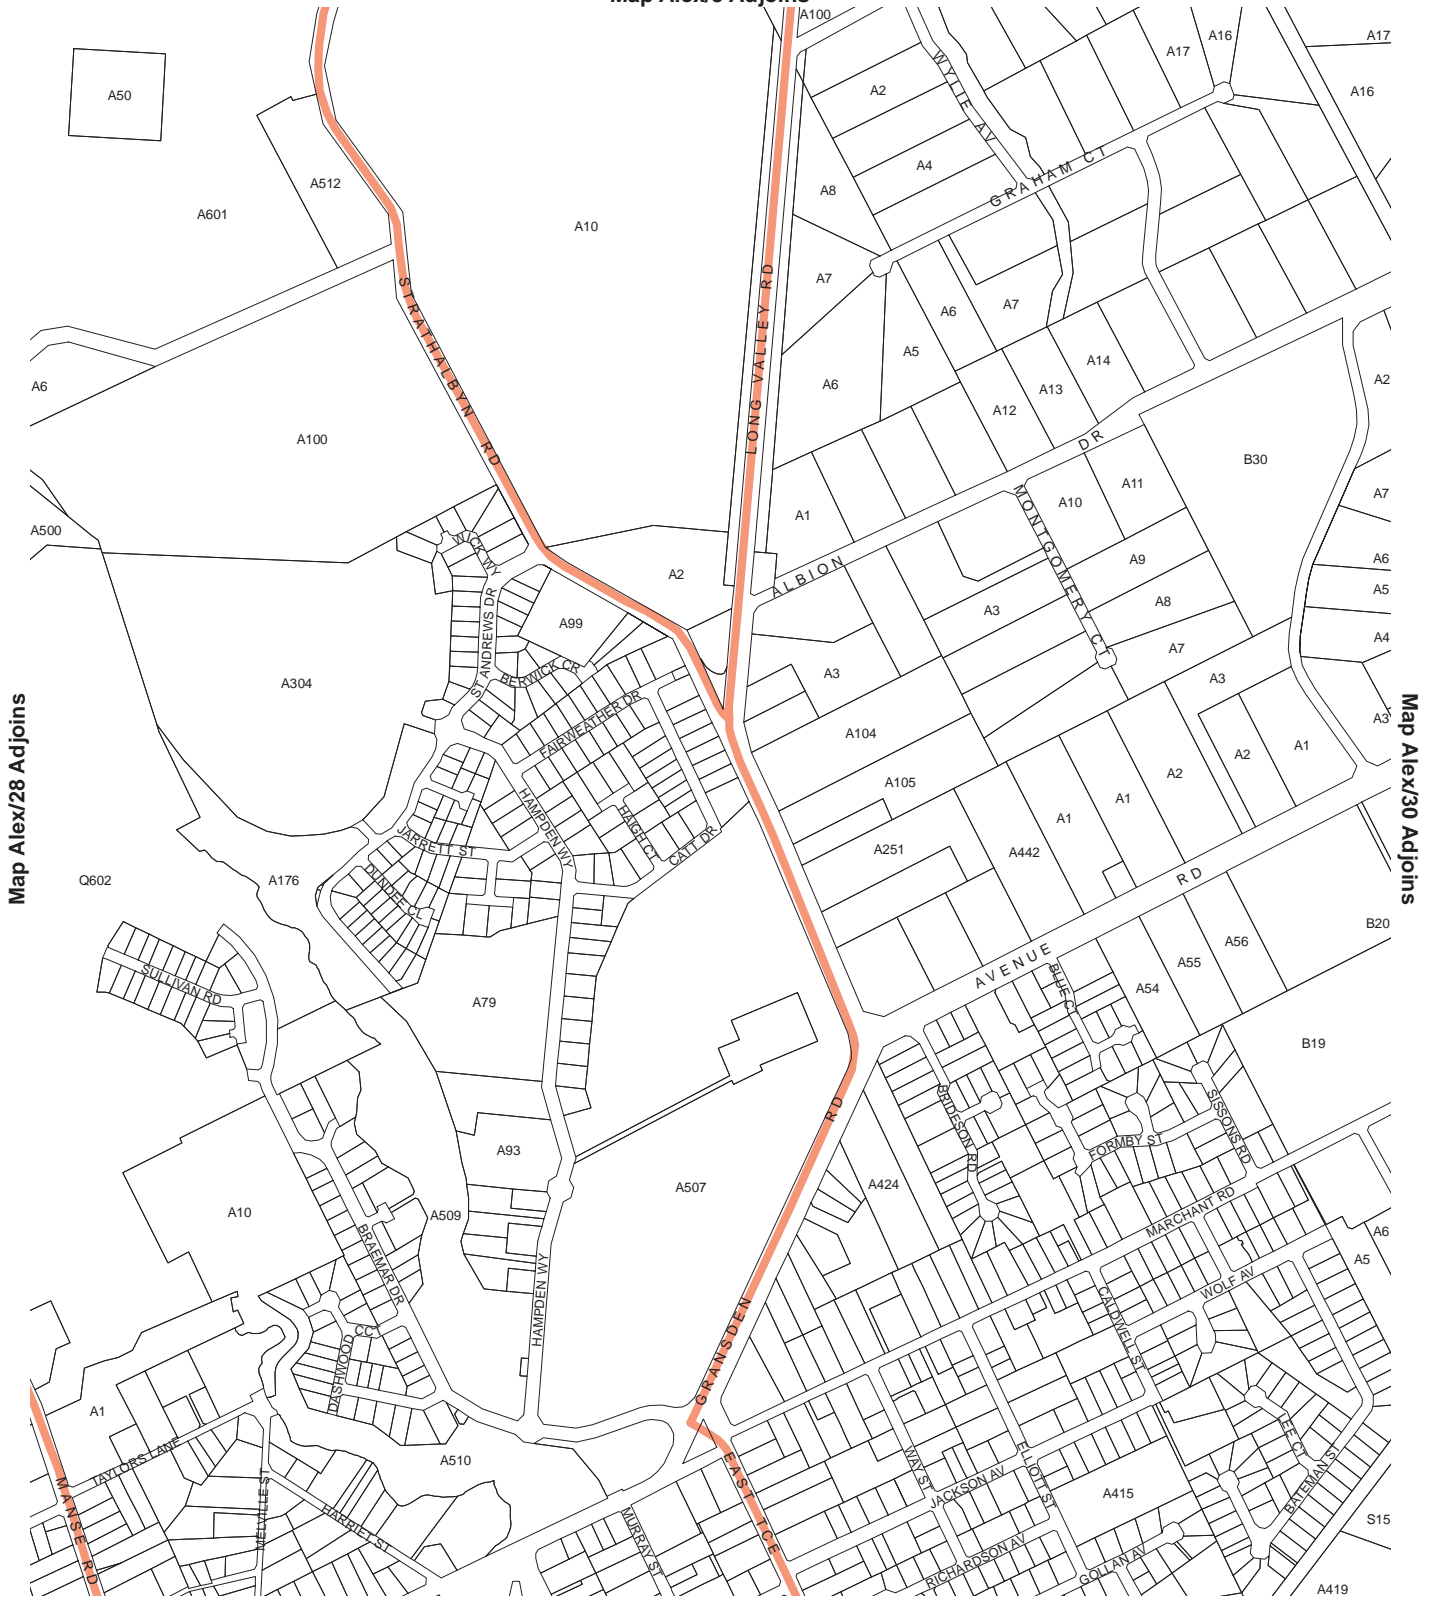 A100
A50
A512
A601
A10
STRATHALBYN RD
LONG VALLEY RD
A2
A4
A8
WYLIE AV
GRAHAM CT
A17
A16
A17
A16
A7
A6
A5
A6
A7
A12
A13
A14
A6
A100
A500
A1
ALBION DR
MONTGOMERY CT
A10
A11
A9
A8
A7
A3
B30
A2
A7
A6
A5
A4
A3
A2
A99
WICK WY
ST ANDREWS DR
BERWICK CR
FAIRWEATHER DR
A304
A3
A104
A105
A251
A442
A1
A1
A2
A3
A2
A1
Map Alex/28 Adjoins
Map Alex/30 Adjoins
HAMPDEN WY
HAIGH CT
CATT DR
JARRETT ST
DUNDEE CL
Q602
A176
SULLIVAN RD
A79
AVENUE RD
A54
A55
A56
B20
B19
A93
A507
A509
A10
BRAEMAR DR
HAMPDEN WY
GRANSDEN RD
A424
BRIDESON RD
FORMBY ST
SISSONS RD
MARCHANT RD
WOLF AV
CALDWELL ST
A6
A5
DASHWOOD CCT
A1
TAYLORS LANE
MANSE RD
MELVILLE ST
HARRIET ST
A510
MURRAY ST
EAST TCE
WAY ST
JACKSON AV
ELLIOTT ST
RICHARDSON AV
A415
GOLLAN AV
LEE CT
BATEMAN ST
S15
A419